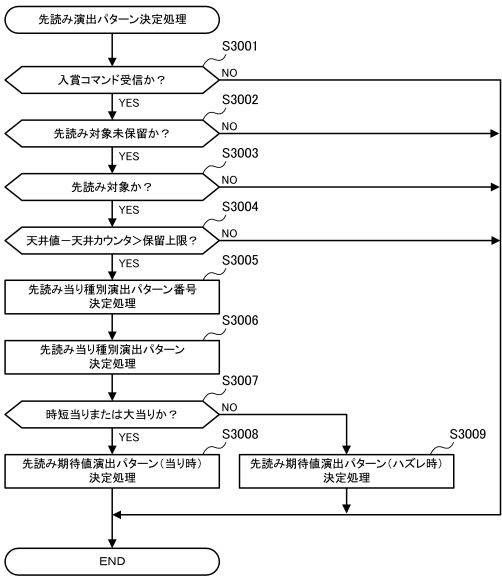 先読み演出パターン決定処理
S3001
入賞コマンド受信か？
NO
YES
S3002
先読み対象未保留か？
NO
YES
S3003
先読み対象か？
NO
YES
S3004
天井値－天井カウンタ＞保留上限？
NO
YES
S3005
先読み当り種別演出パターン番号
決定処理
S3006
先読み当り種別演出パターン
決定処理
S3007
時短当りまたは大当りか？
NO
YES
S3008
先読み期待値演出パターン（当り時）
決定処理
S3009
先読み期待値演出パターン（ハズレ時）
決定処理
END